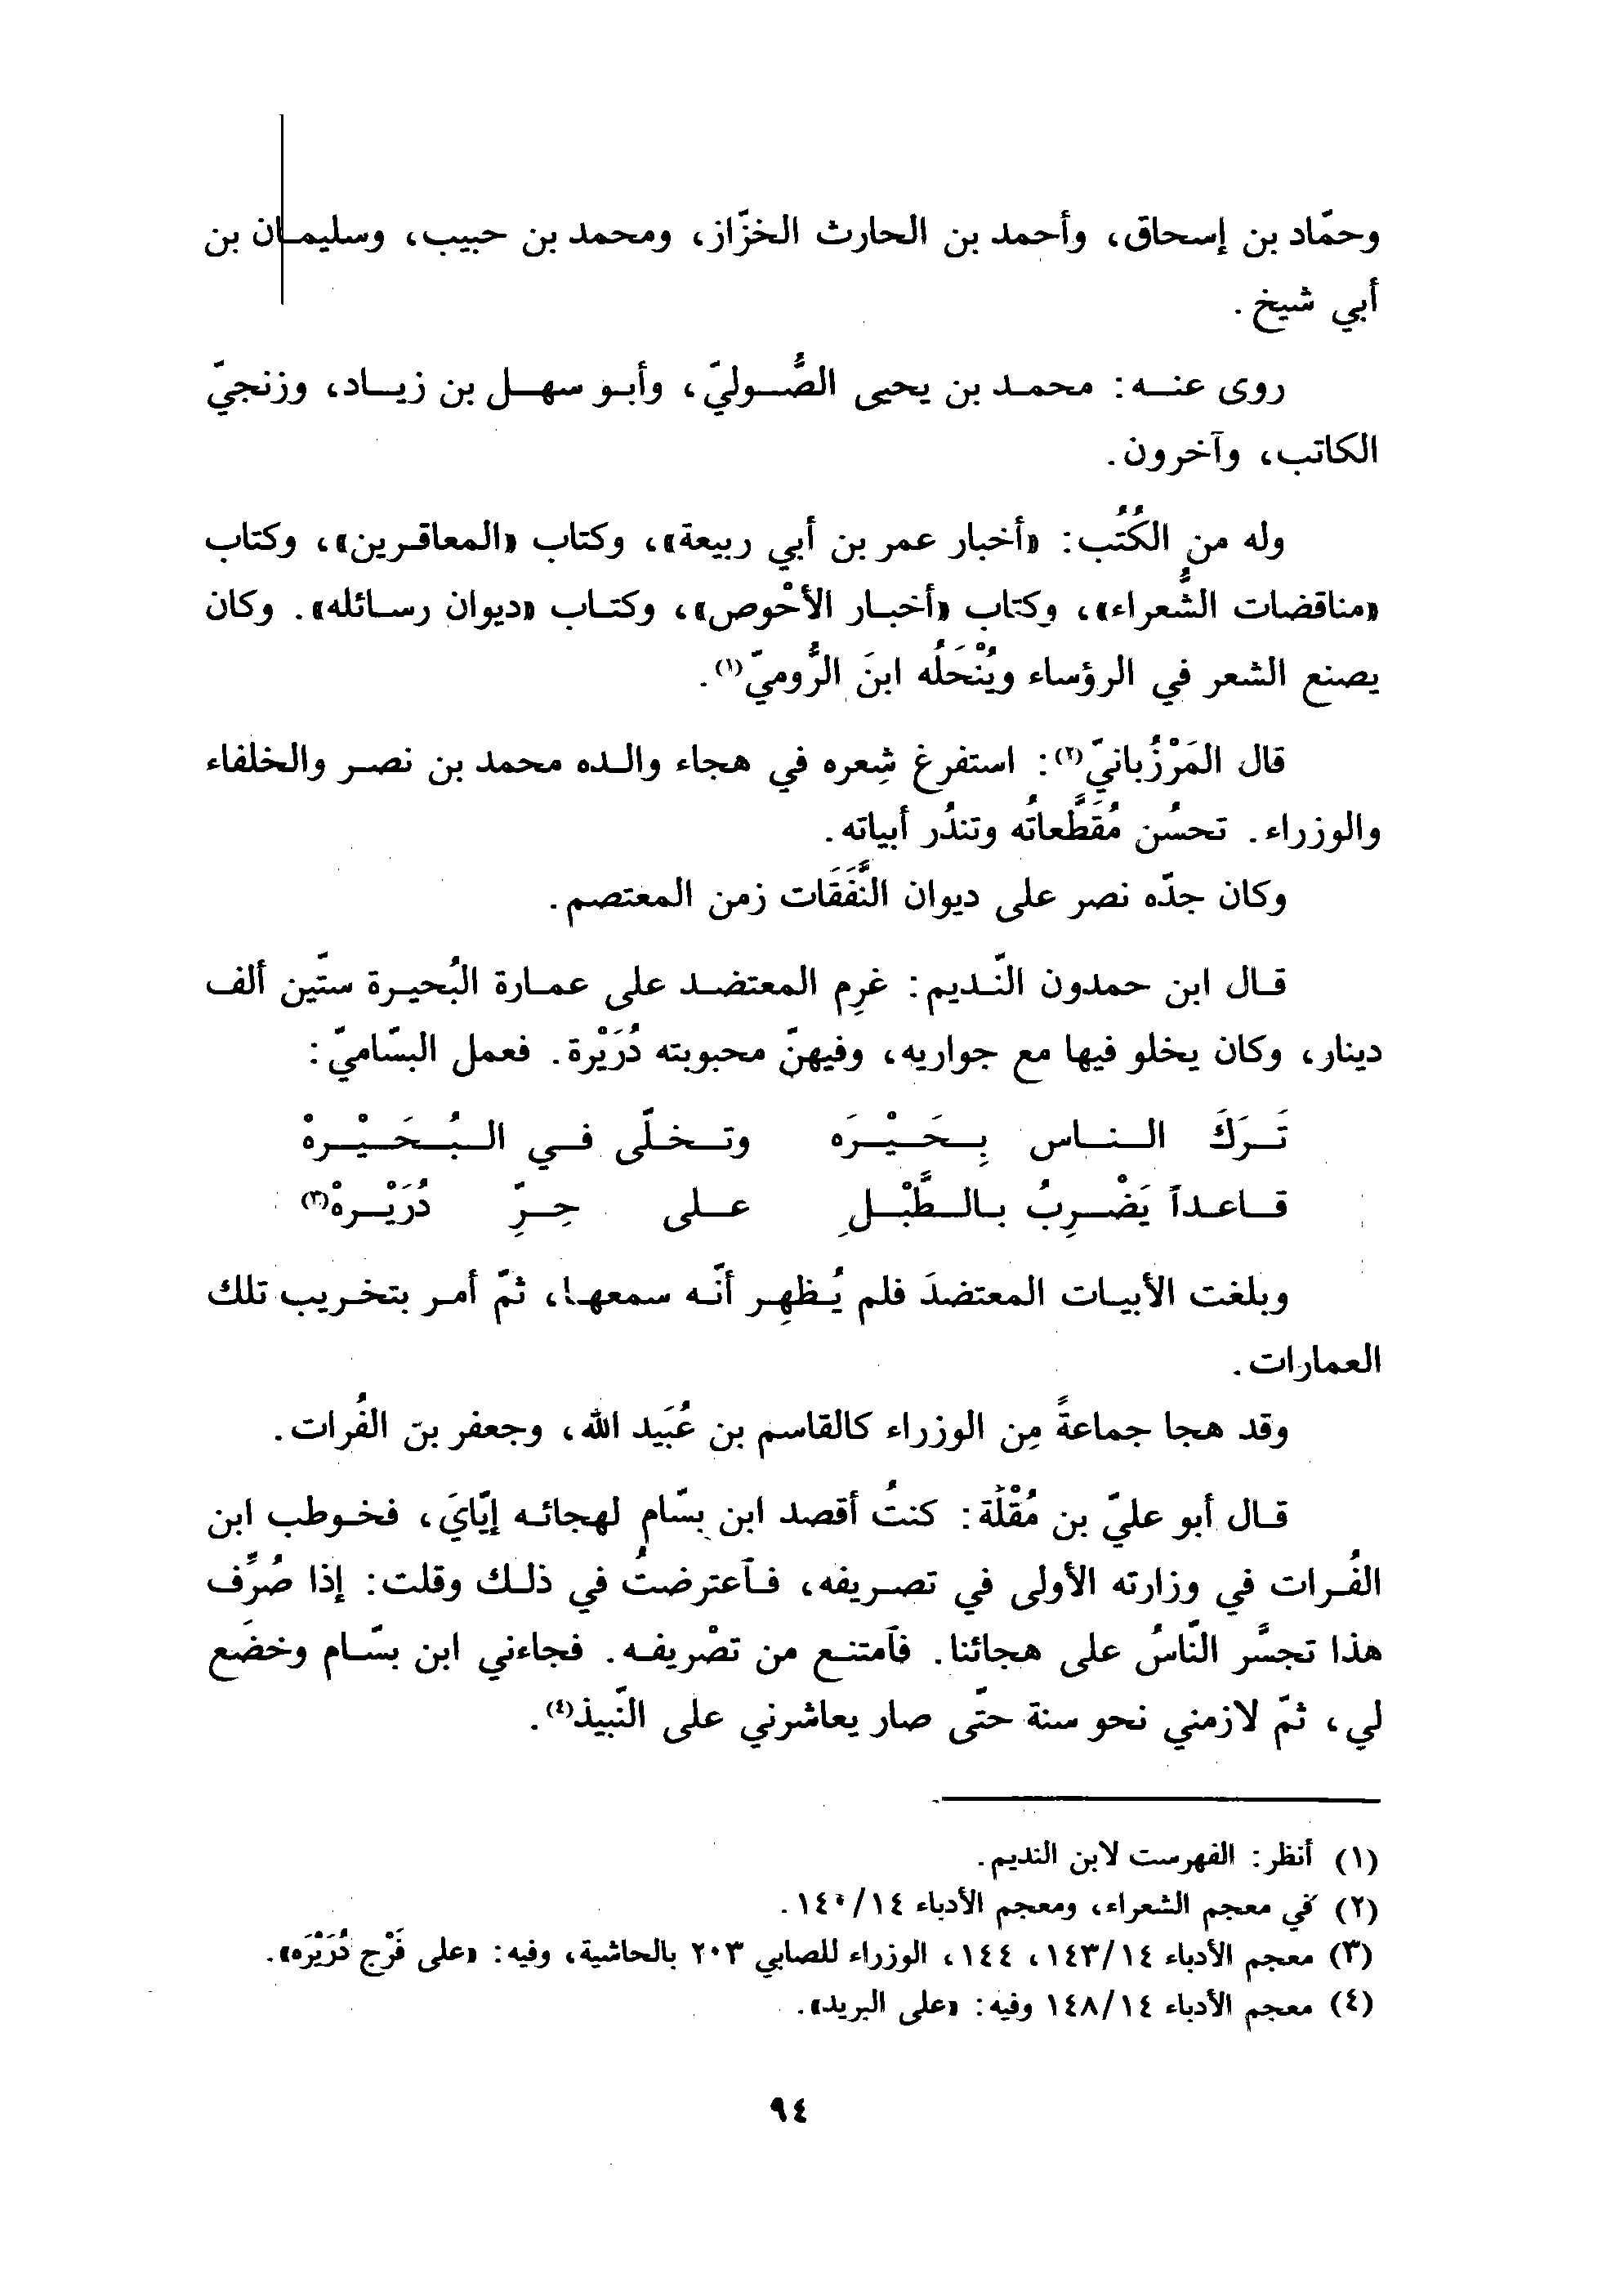 وحمّاد بن إسحاق، وأحمد بن الحارث الخزّاز، ومحمد بن حبيب، وسليمان بن
أبي شيخ.
روى عنه: محمد بن يحيى الصُّوليّ، وأبو سهل بن زياد، وزنجيّ
الكاتب، وآخرون.
وله من الكُتُب: «أخبار عمر بن أبي ربيعة»، وكتاب «المعاقرين»، وكتاب
«مناقضات الشُّعراء»، وكتاب «أخبار الأحْوص»، وكتاب «ديوان رسائله». وكان
يصنع الشعر في الرؤساء ويُنْحَلُه ابنَ الرُّوميّ(١).
قال المَرْزُبانيّ(٢): استفرغ شِعره في هجاء والده محمد بن نصر والخلفاء
والوزراء. تحسُن مُقَطَّعاتُه وتندُر أبياته.
وكان جدّه نصر على ديوان النَّفَقَات زمن المعتصم.
قال ابن حمدون النّديم: غرِم المعتضد على عمارة البُحيرة ستّين ألف
دينار، وكان يخلو فيها مع جواريه، وفيهنّ محبوبته دُرَيْرة. فعمل البسّاميّ:
تَرَكَ الناس بِحَيْرَه وتخلّى في البُحَيْرهْ
قاعداً يَضْرِبُ بالطَّبْلِ على حِرِّ دُرَيْرهْ(٣)
وبلغت الأبيات المعتضدَ فلم يُظهِر أنّه سمعها، ثمّ أمر بتخريب تلك
العمارات.
وقد هجا جماعةً مِن الوزراء كالقاسم بن عُبَيد الله، وجعفر بن الفُرات.
قال أبو عليّ بن مُقْلَة: كنتُ أقصد ابن بسّام لهجائه إيّايَ، فخوطب ابن
الفُرات في وزارته الأولى في تصريفه، فآعترضتُ في ذلك وقلت: إذا صُرِّف
هذا تجسَّر النّاسُ على هجائنا. فآمتنع من تصْريفه. فجاءني ابن بسّام وخضَع
لي، ثمّ لازمني نحو سنة حتّى صار يعاشرني على النّبيذ(٤).
(١) أنظر: الفهرست لابن النديم.
(٢) في معجم الشعراء، ومعجم الأدباء ١٤٠/١٤.
(٣) معجم الأدباء ١٤٣/١٤، ١٤٤، الوزراء للصابي ٢٠٣ بالحاشية، وفيه: «على فَرْج دُرَيْرَه».
(٤) معجم الأدباء ١٤٨/١٤ وفيه: «على البريد».
٩٤